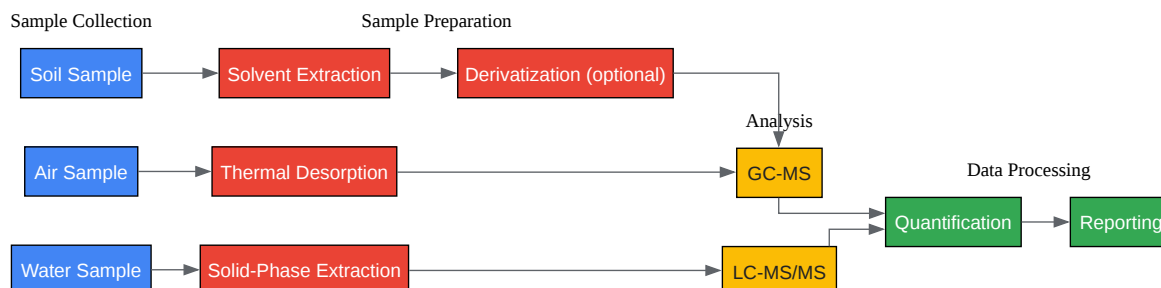 Sample Collection
Sample Preparation
Soil Sample
Solvent Extraction
Derivatization (optional)
Analysis
Air Sample
Thermal Desorption
GC-MS
Data Processing
Quantification
Reporting
Water Sample
Solid-Phase Extraction
LC-MS/MS